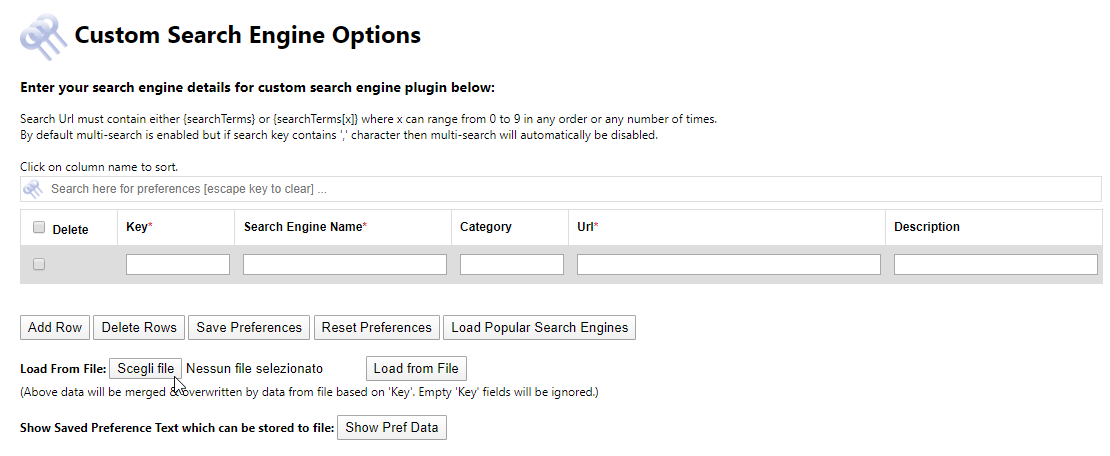 Custom Search Engine Options
Enter your search engine details for custom search engine plugin below:
Search Url must contain either {searchTerms} or {searchTerms[x]} where x can range from 0 to 9 in any order or any number of times.
By default multi-search is enabled but if search key contains ',' character then multi-search will automatically be disabled.
Click on column name to sort.
Search here for preferences [escape key to clear] ...
Delete Key* Search Engine Name* Category Url* Description
Add Row Delete Rows Save Preferences Reset Preferences Load Popular Search Engines
Load From File: Scegli file Nessun file selezionato Load from File
(Above data will be merged & overwritten by data from file based on 'Key'. Empty 'Key' fields will be ignored.)
Show Saved Preference Text which can be stored to file: Show Pref Data